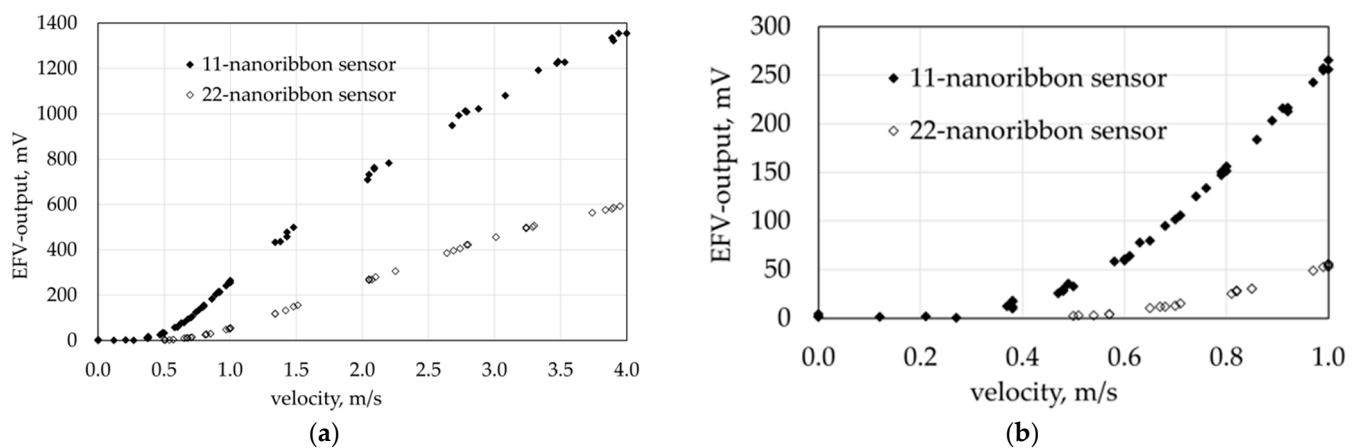 1400
1200
1000
800
600
400
200
0
EFV-output, mV
11-nanoribbon sensor
22-nanoribbon sensor
0.0 0.5 1.0 1.5 2.0 2.5 3.0 3.5 4.0
velocity, m/s
(a)
300
250
200
150
100
50
0
EFV-output, mV
11-nanoribbon sensor
22-nanoribbon sensor
0.0 0.2 0.4 0.6 0.8 1.0
velocity, m/s
(b)